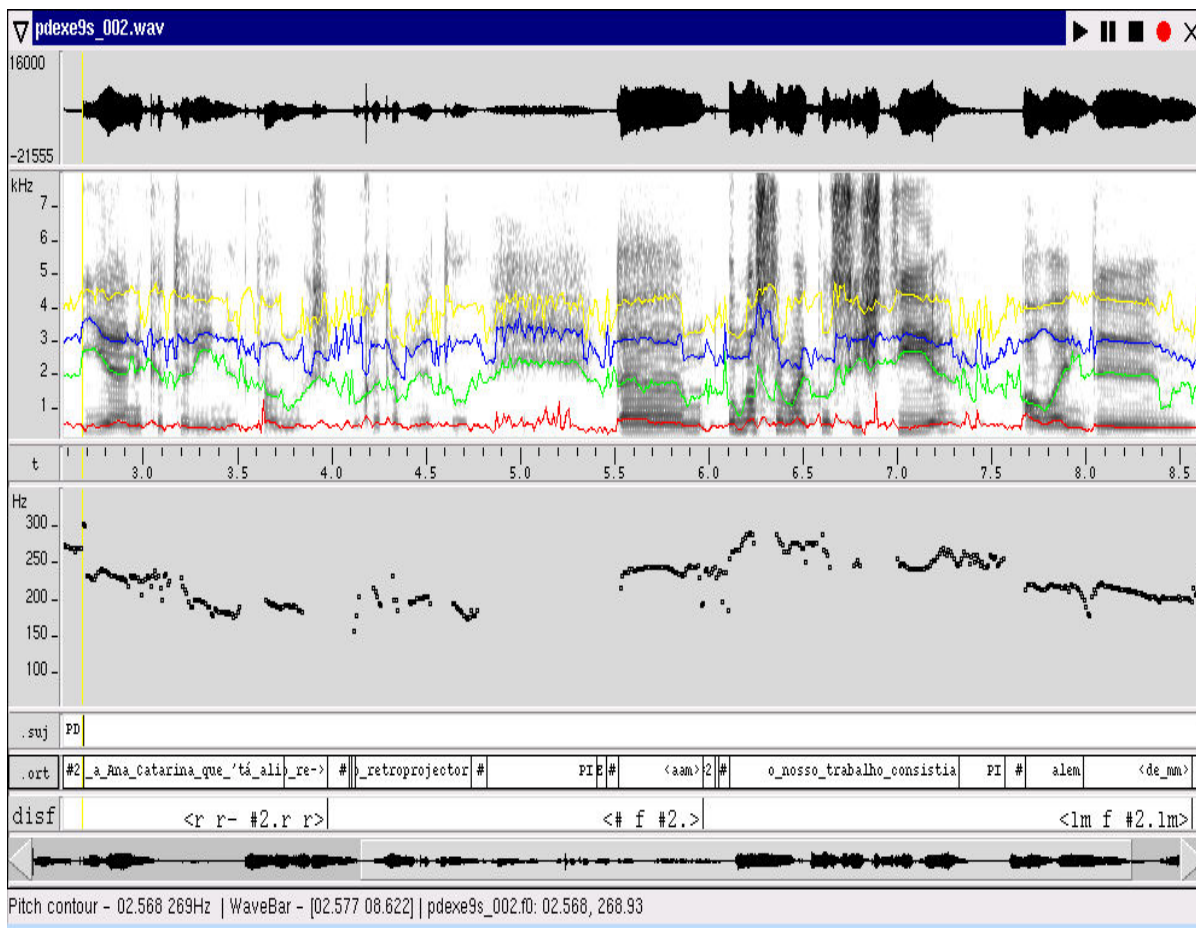 pdexe9s_002.wav
16000
-21555
kHz
7
6
5
4
3
2
1
t 3.0 3.5 4.0 4.5 5.0 5.5 6.0 6.5 7.0 7.5 8.0 8.5
Hz
300
250
200
150
100
.suj PD
.ort #2 _a_Ana_Catarina_que_'tá_ali _re-> # _retroprojector # PI E # <aam> # o_nosso_trabalho_consistia PI # alem <de_mm>
disf <r r- #2.r r> <# f #2.> <lm f #2.lm>
Pitch contour - 02.568 269Hz | WaveBar - [02.577 08.622] | pdexe9s_002.f0: 02.568, 268.93